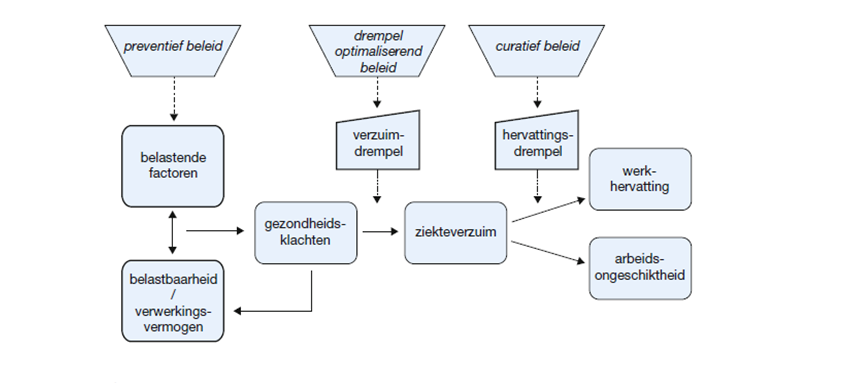 preventief beleid
drempel
optimaliserend
beleid
curatief beleid
verzuim-
drempel
hervattings-
drempel
belastende
factoren
werk-
hervatting
gezondheids-
klachten
ziekteverzuim
arbeids-
ongeschiktheid
belastbaarheid
/
verwerkings-
vermogen